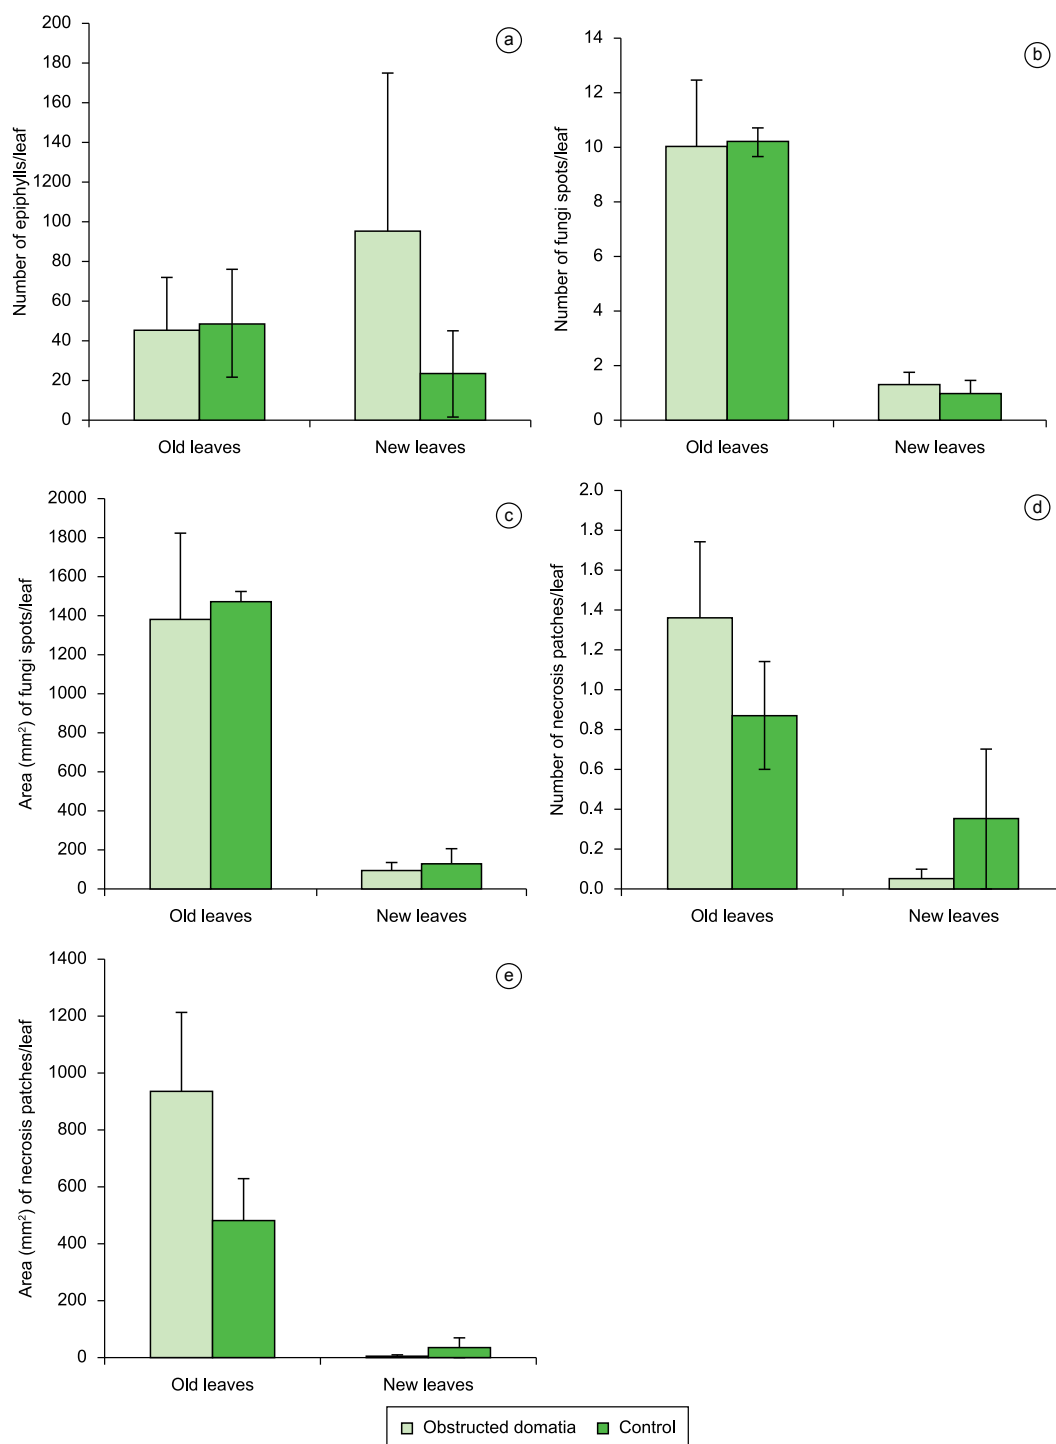 a
Number of epiphylls/leaf
200
180
160
140
1200
100
80
60
40
20
0
Old leaves
New leaves
b
Number of fungi spots/leaf
14
12
10
8
6
4
2
0
Old leaves
New leaves
c
Area (mm²) of fungi spots/leaf
2000
1800
1600
1400
1200
1000
800
600
400
200
0
Old leaves
New leaves
d
Number of necrosis patches/leaf
2.0
1.8
1.6
1.4
1.2
1.0
0.8
0.6
0.4
0.2
0.0
Old leaves
New leaves
e
Area (mm²) of necrosis patches/leaf
1400
1200
1000
800
600
400
200
0
Old leaves
New leaves
Obstructed domatia
Control